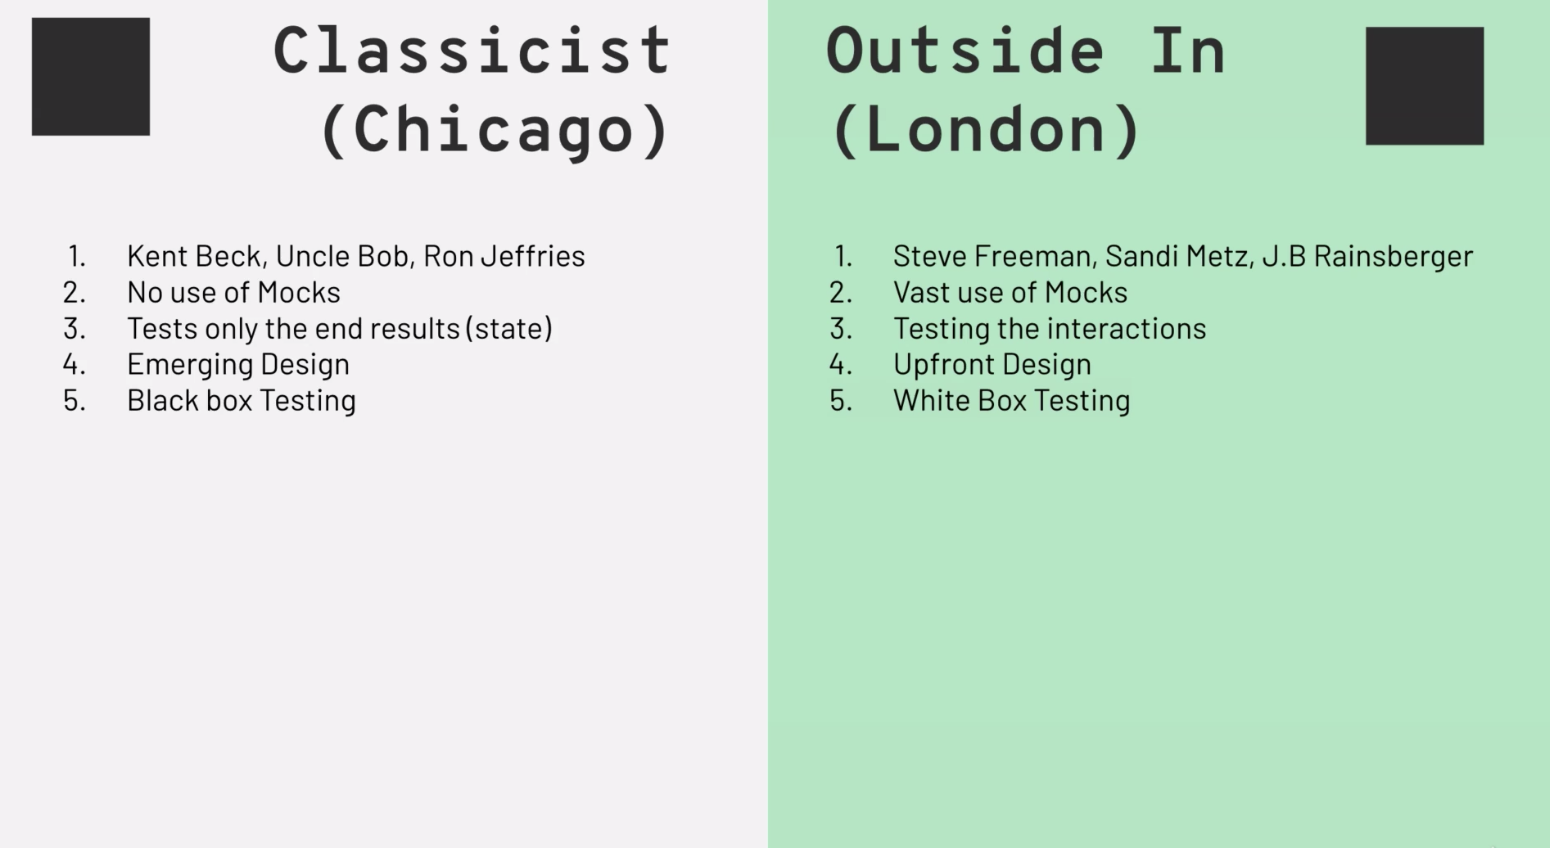 Classicist
(Chicago)
1. Kent Beck, Uncle Bob, Ron Jeffries
2. No use of Mocks
3. Tests only the end results (state)
4. Emerging Design
5. Black box Testing
Outside In
(London)
1. Steve Freeman, Sandi Metz, J.B Rainsberger
2. Vast use of Mocks
3. Testing the interactions
4. Upfront Design
5. White Box Testing